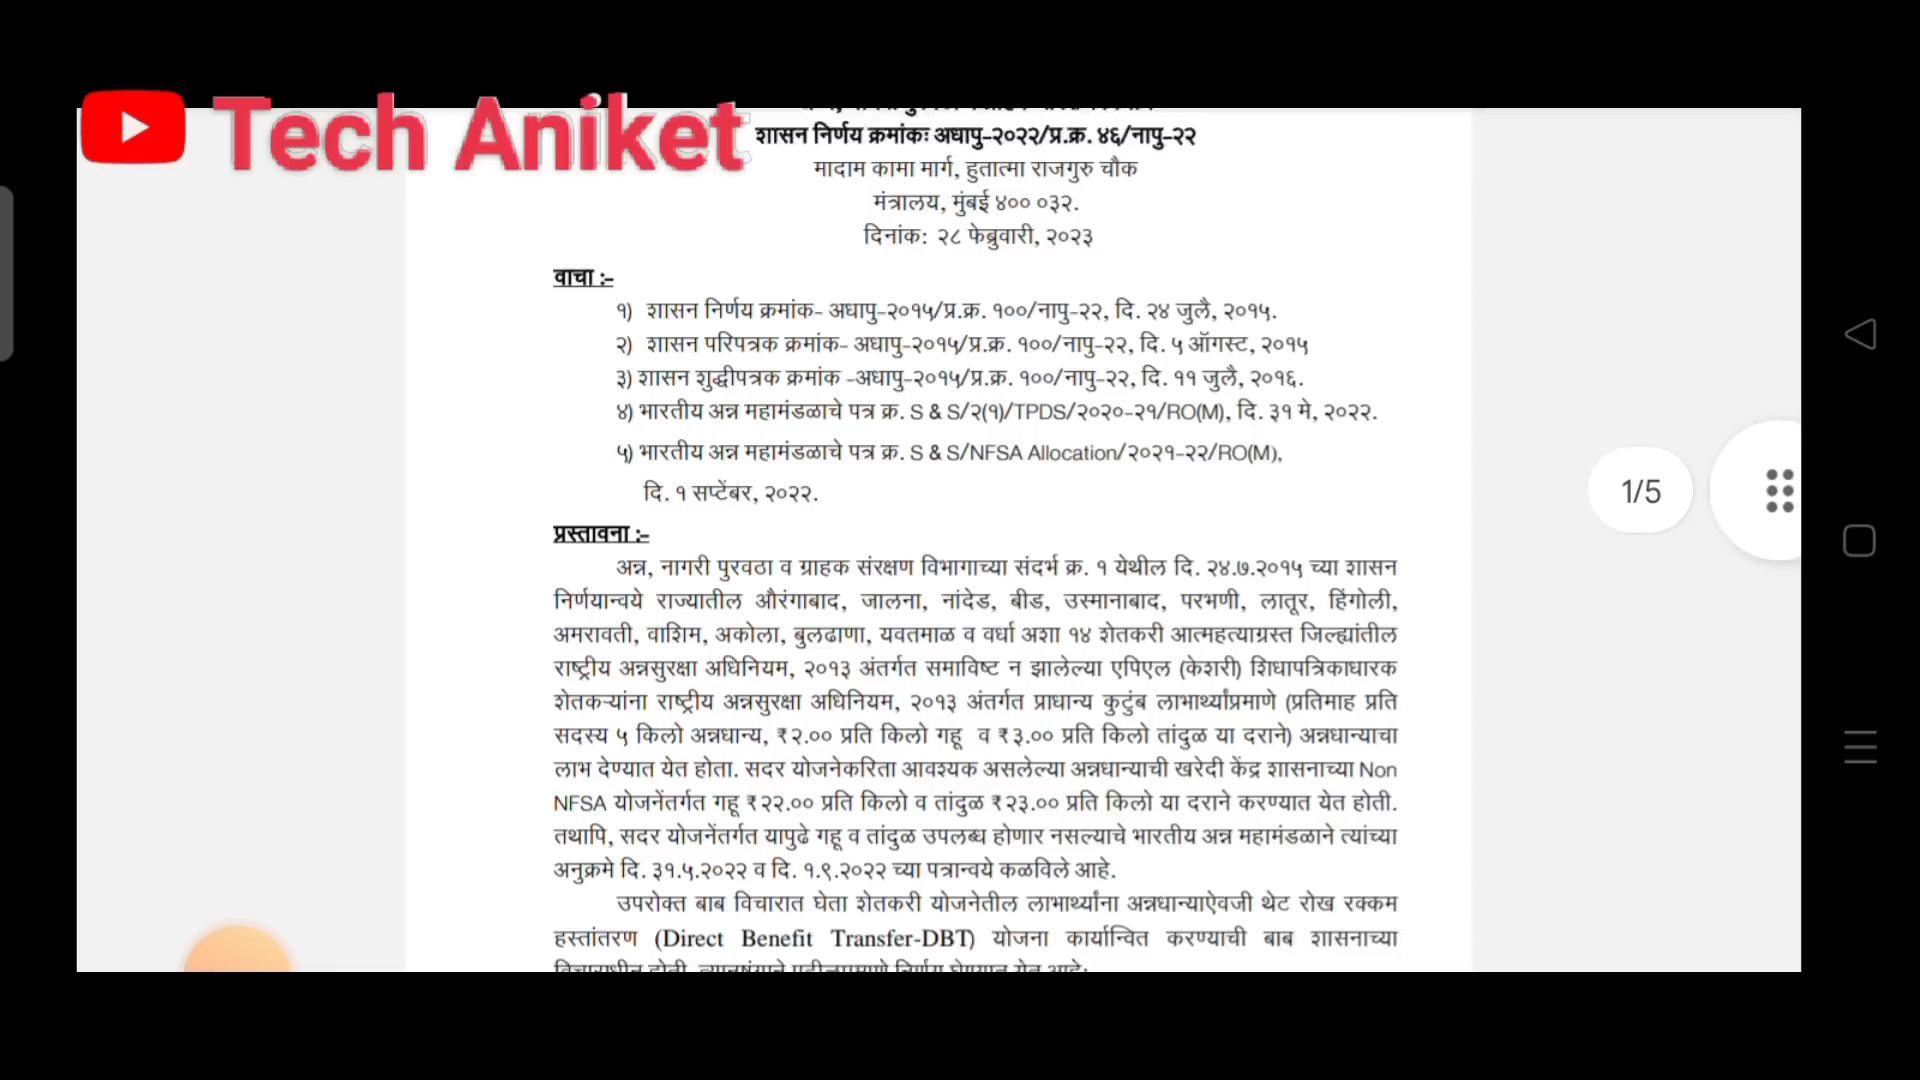 Tech Aniket
शासन निर्णय क्रमांकः अधापु-२०२२/प्र.क्र. ४६/नापु-२२
मादाम कामा मार्ग, हुतात्मा राजगुरु चौक
मंत्रालय, मुंबई ४०० ०३२.
दिनांक: २८ फेब्रुवारी, २०२३
वाचा :-
१) शासन निर्णय क्रमांक- अधापु-२०१५/प्र.क्र. १००/नापु-२२, दि. २४ जुलै, २०१५.
२) शासन परिपत्रक क्रमांक- अधापु-२०१५/प्र.क्र. १००/नापु-२२, दि. ५ ऑगस्ट, २०१५
३) शासन शुद्धीपत्रक क्रमांक -अधापु-२०१५/प्र.क्र. १००/नापु-२२, दि. ११ जुलै, २०१६.
४) भारतीय अन्न महामंडळाचे पत्र क्र. S & S/२(१)/TPDS/२०२०-२१/RO(M), दि. ३१ मे, २०२२.
५) भारतीय अन्न महामंडळाचे पत्र क्र. S & S/NFSA Allocation/२०२१-२२/RO(M),
दि. १ सप्टेंबर, २०२२.
1/5
प्रस्तावना :-
अन्न, नागरी पुरवठा व ग्राहक संरक्षण विभागाच्या संदर्भ क्र. १ येथील दि. २४.७.२०१५ च्या शासन
निर्णयान्वये राज्यातील औरंगाबाद, जालना, नांदेड, बीड, उस्मानाबाद, परभणी, लातूर, हिंगोली,
अमरावती, वाशिम, अकोला, बुलढाणा, यवतमाळ व वर्धा अशा १४ शेतकरी आत्महत्याग्रस्त जिल्ह्यांतील
राष्ट्रीय अन्नसुरक्षा अधिनियम, २०१३ अंतर्गत समाविष्ट न झालेल्या एपिएल (केशरी) शिधापत्रिकाधारक
शेतकऱ्यांना राष्ट्रीय अन्नसुरक्षा अधिनियम, २०१३ अंतर्गत प्राधान्य कुटुंब लाभार्थ्यांप्रमाणे (प्रतिमाह प्रति
सदस्य ५ किलो अन्नधान्य, ₹२.०० प्रति किलो गहू व ₹३.०० प्रति किलो तांदुळ या दराने) अन्नधान्याचा
लाभ देण्यात येत होता. सदर योजनेकरिता आवश्यक असलेल्या अन्नधान्याची खरेदी केंद्र शासनाच्या Non
NFSA योजनेंतर्गत गहू ₹२२.०० प्रति किलो व तांदुळ ₹२३.०० प्रति किलो या दराने करण्यात येत होती.
तथापि, सदर योजनेंतर्गत यापुढे गहू व तांदुळ उपलब्ध होणार नसल्याचे भारतीय अन्न महामंडळाने त्यांच्या
अनुक्रमे दि. ३१.५.२०२२ व दि. १.९.२०२२ च्या पत्रान्वये कळविले आहे.
उपरोक्त बाब विचारात घेता शेतकरी योजनेतील लाभार्थ्यांना अन्नधान्याऐवजी थेट रोख रक्कम
हस्तांतरण (Direct Benefit Transfer-DBT) योजना कार्यान्वित करण्याची बाब शासनाच्या